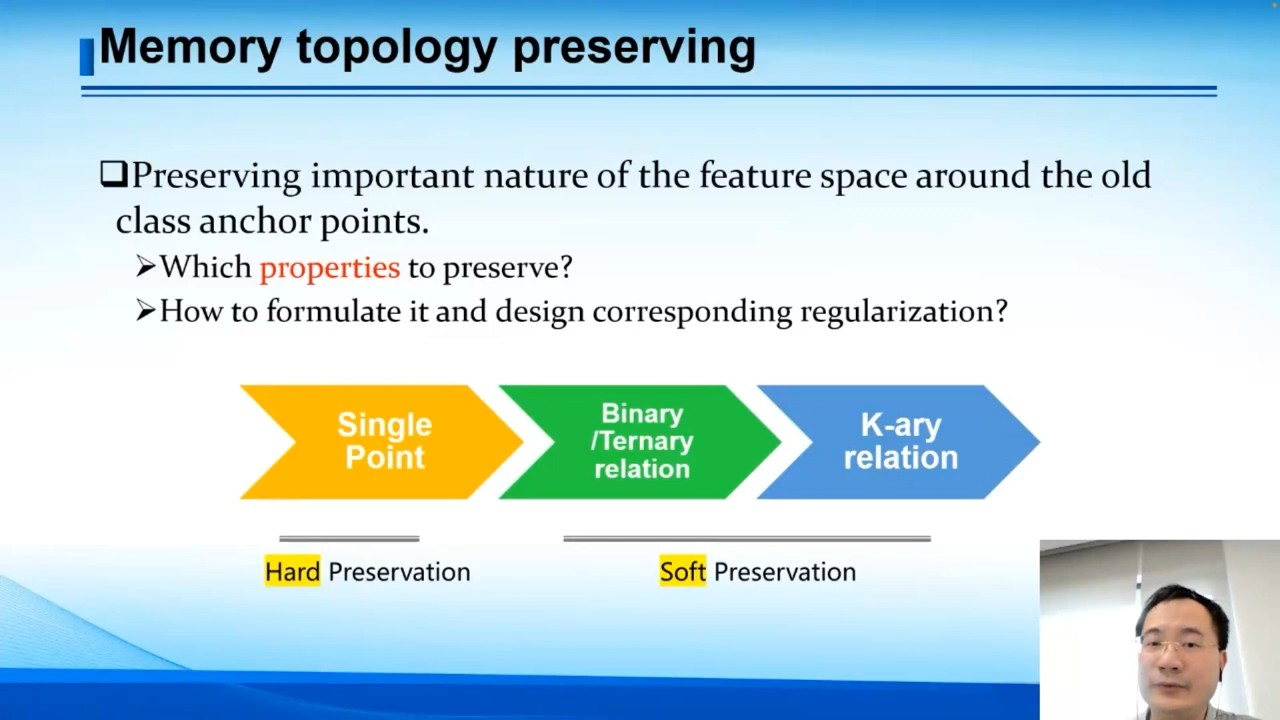 Memory topology preserving
❑Preserving important nature of the feature space around the old
class anchor points.
➢Which properties to preserve?
➢How to formulate it and design corresponding regularization?
Single
Point
Binary
/Ternary
relation
K-ary
relation
Hard Preservation
Soft Preservation